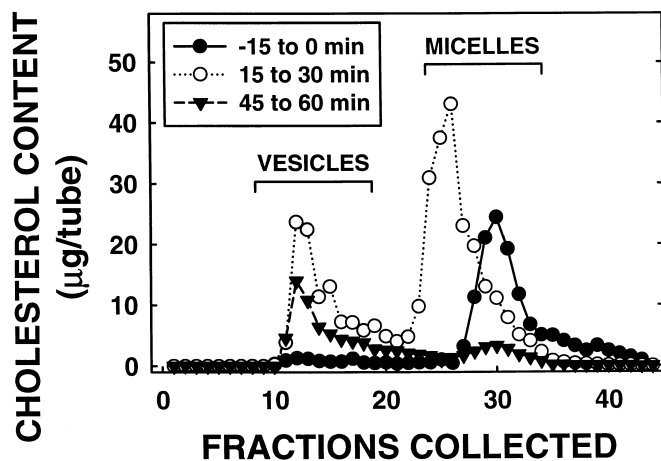 CHOLESTEROL CONTENT
(µg/tube)
50
40
30
20
10
0
-15 to 0 min
15 to 30 min
45 to 60 min
MICELLES
VESICLES
0
10
20
30
40
FRACTIONS COLLECTED